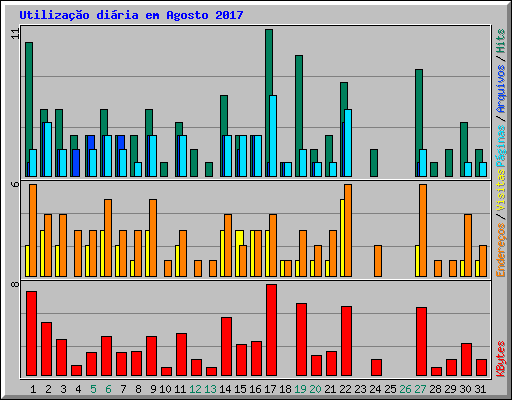 Utilização diária em Agosto 2017
11
6
8
KBytes
Endereços / Visitas
Páginas / Arquivos / Hits
1 2 3 4 5 6 7 8 9 10 11 12 13 14 15 16 17 18 19 20 21 22 23 24 25 26 27 28 29 30 31